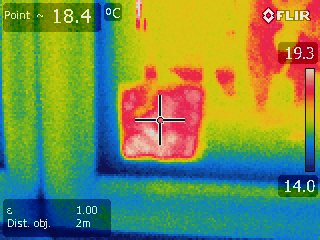 Point ~ 18.4 °C
FLIR
19.3
14.0
ε 1.00
Dist. obj. 2m